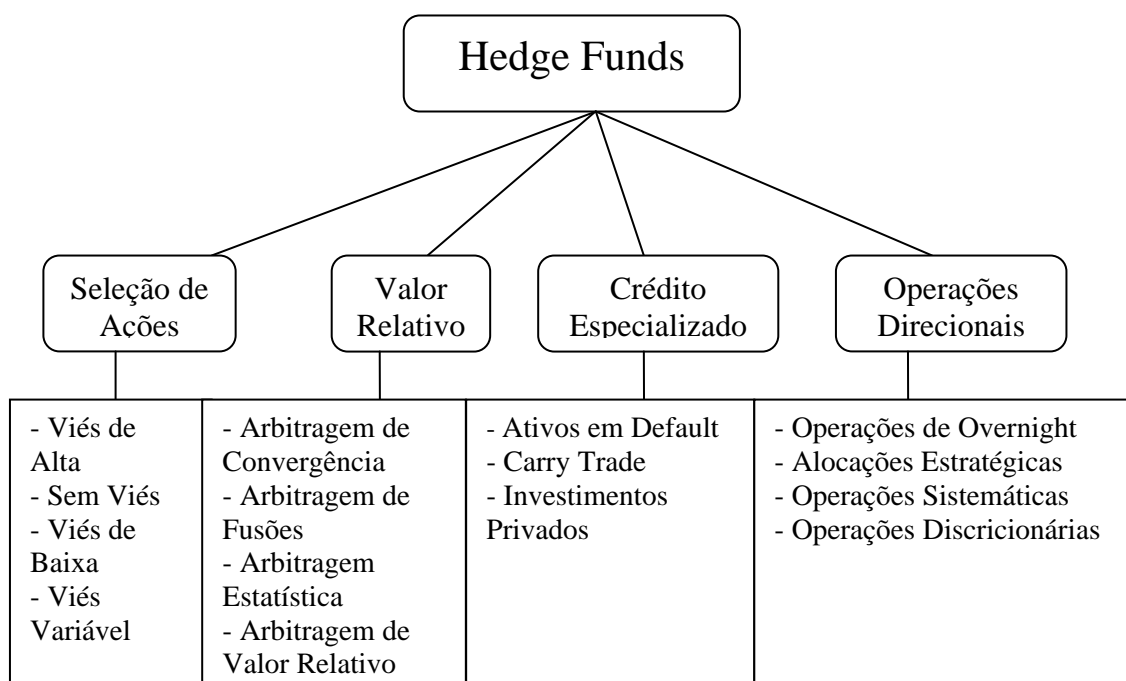 Hedge Funds
Seleção de
Ações
Valor
Relativo
Crédito
Especializado
Operações
Direcionais
- Viés de
Alta
- Sem Viés
- Viés de
Baixa
- Viés
Variável
- Arbitragem de
Convergência
- Arbitragem de
Fusões
- Arbitragem
Estatística
- Arbitragem de
Valor Relativo
- Ativos em Default
- Carry Trade
- Investimentos
Privados
- Operações de Overnight
- Alocações Estratégicas
- Operações Sistemáticas
- Operações Discricionárias